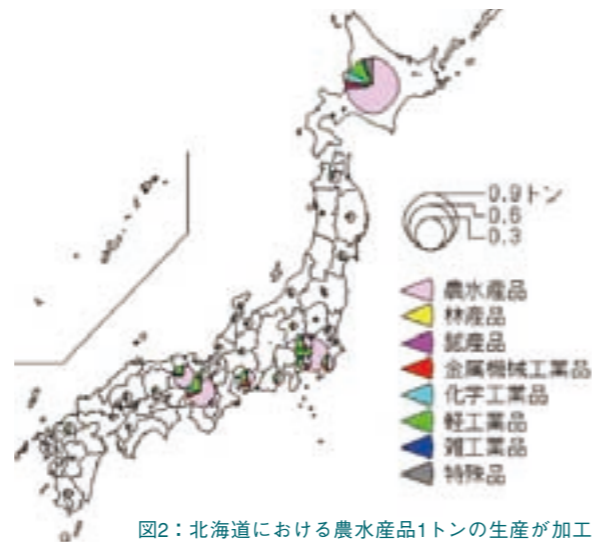 0.9トン
0.6
0.3
農水産品
林産品
鉱産品
金属機械工業品
化学工業品
軽工業品
雑工業品
特殊品
図2：北海道における農水産品1トンの生産が加工